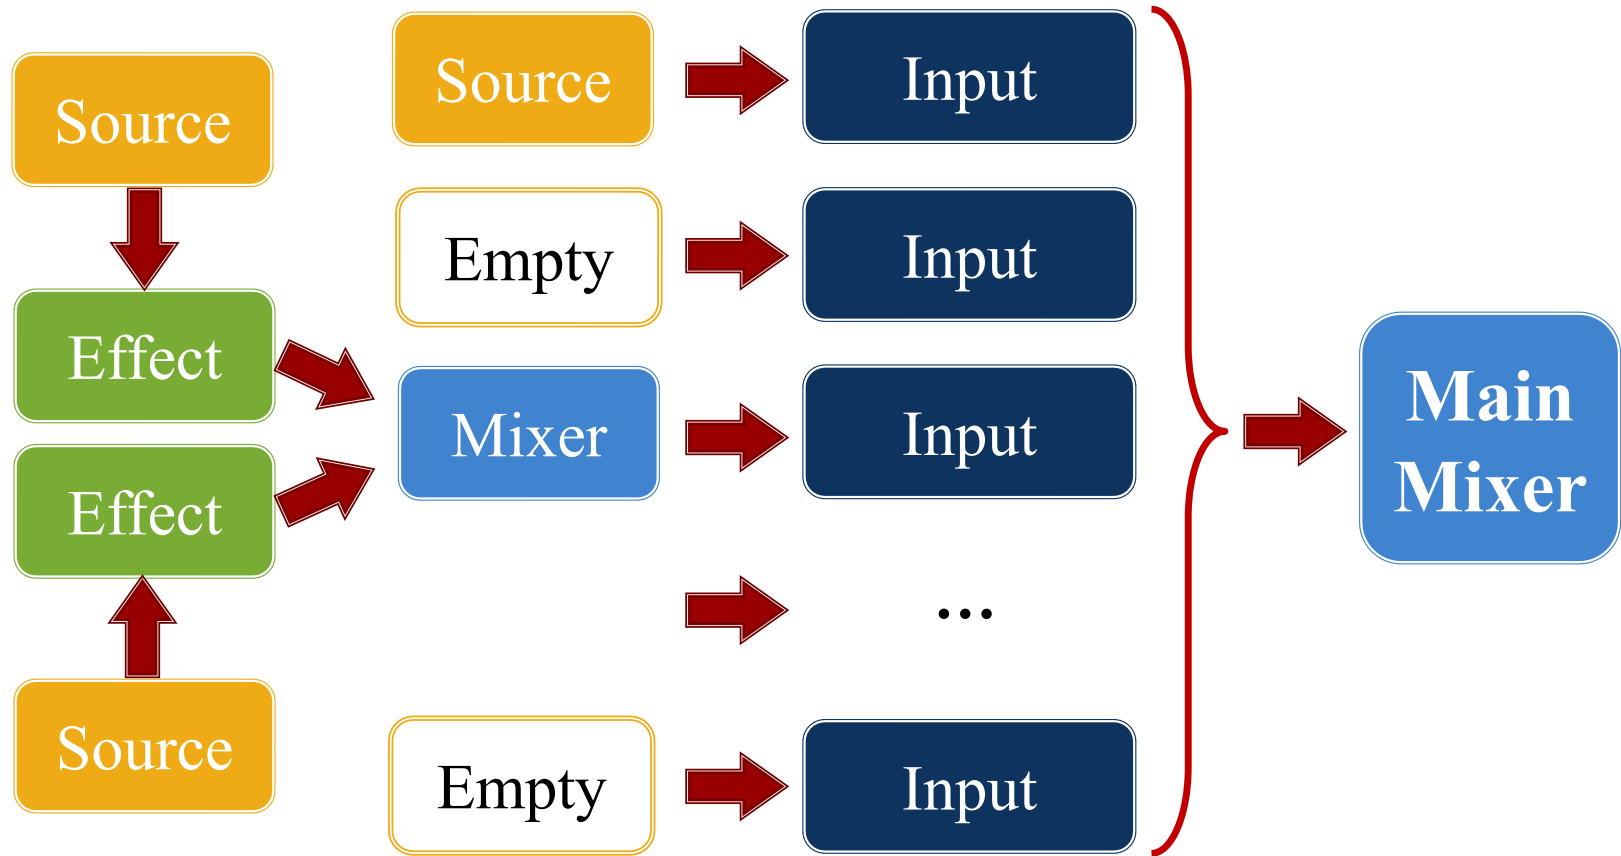 Source
Input
Source
Empty
Input
Effect
Mixer
Input
Main
Mixer
Effect
...
Source
Empty
Input